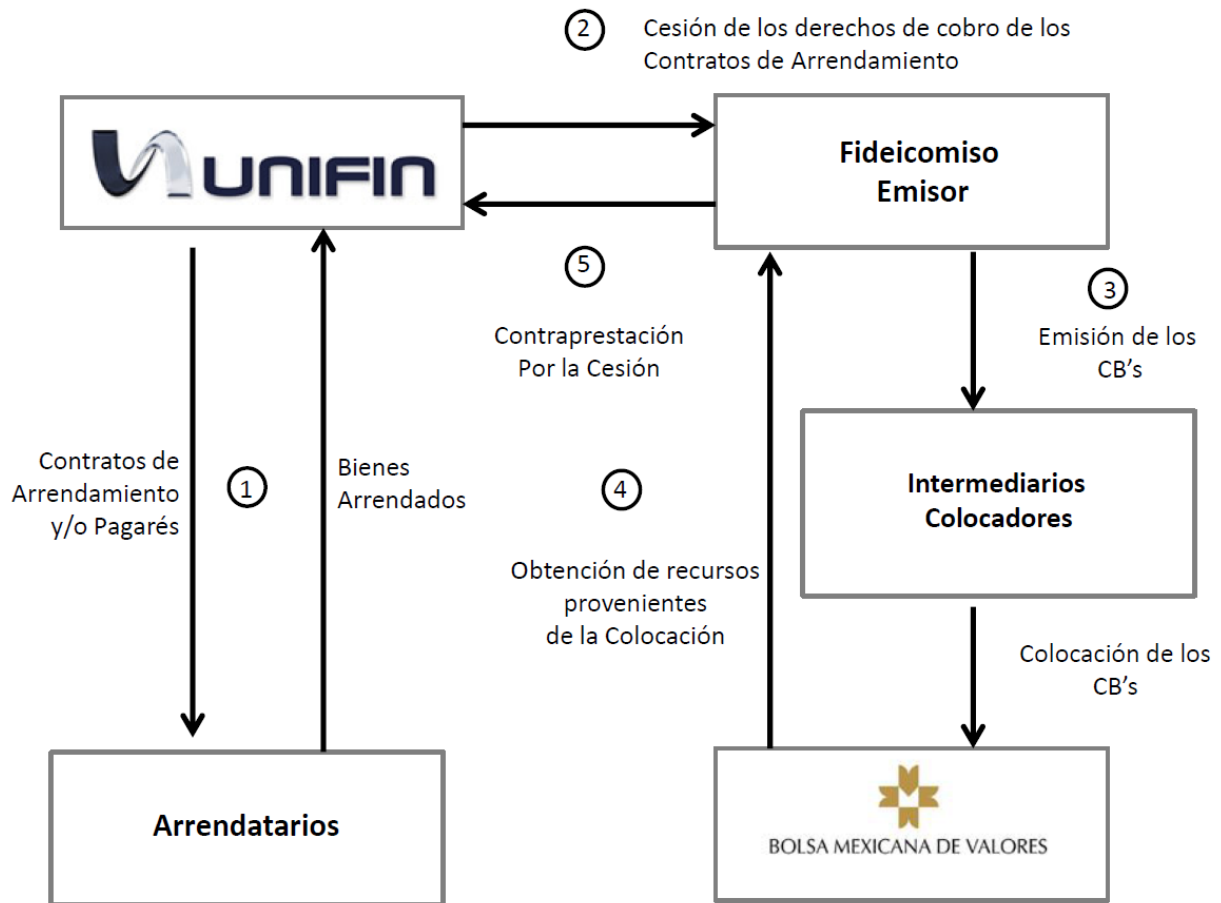 2
Cesión de los derechos de cobro de los
Contratos de Arrendamiento
UNIFIN
Fideicomiso
Emisor
5
Contraprestación
Por la Cesión
3
Emisión de los
CB's
Contratos de
Arrendamiento
y/o Pagarés
1
Bienes
Arrendados
4
Obtención de recursos
provenientes
de la Colocación
Intermediarios
Colocadores
Colocación de los
CB's
Arrendatarios
BOLSA MEXICANA DE VALORES